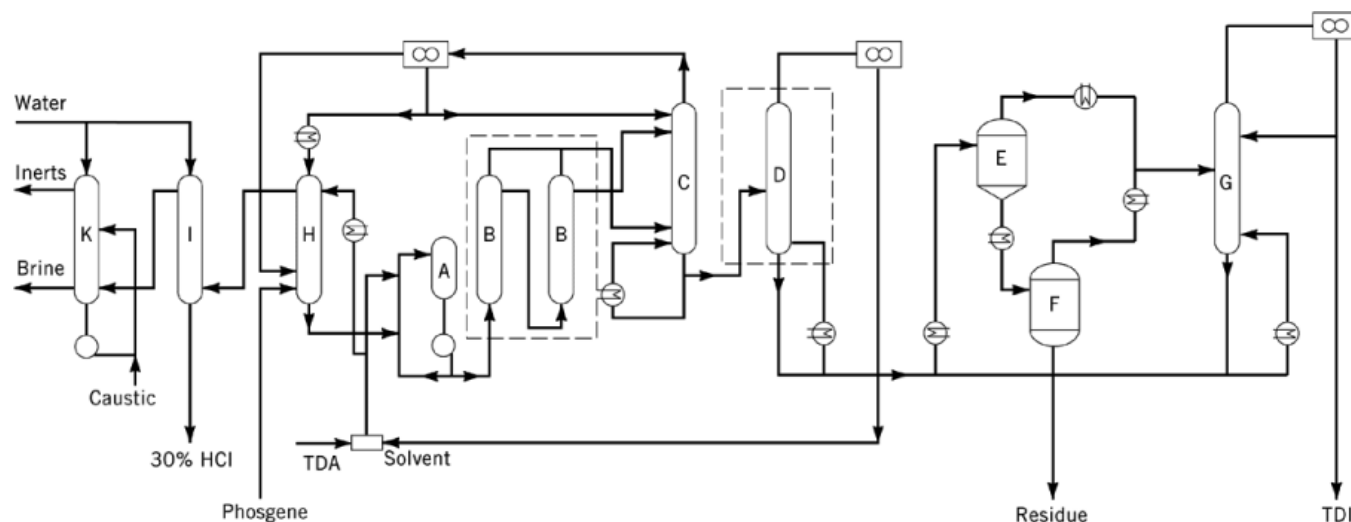 Water
Inerts
Brine
Caustic
30% HCl
Phosgene
TDA
Solvent
K
I
H
A
B
B
C
D
E
F
G
Residue
TDI